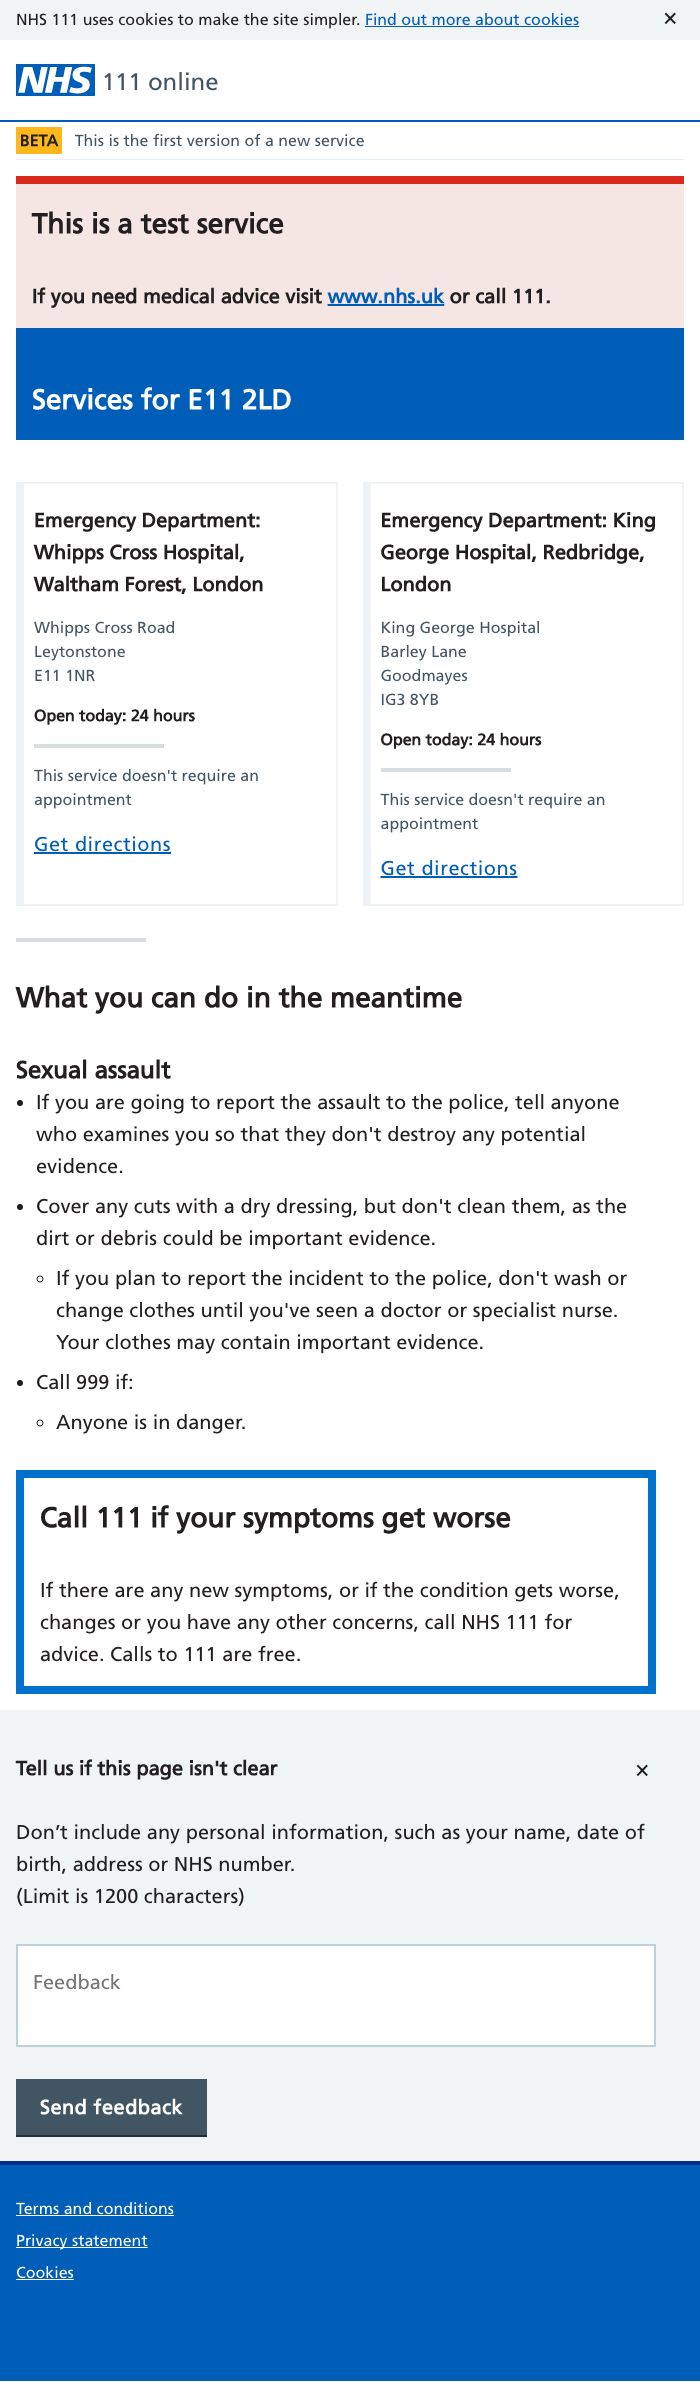 NHS 111 uses cookies to make the site simpler. Find out more about cookies ✕
NHS 111 online
BETA This is the first version of a new service
This is a test service
If you need medical advice visit www.nhs.uk or call 111.
Services for E11 2LD
Emergency Department:
Whipps Cross Hospital,
Waltham Forest, London
Whipps Cross Road
Leytonstone
E11 1NR
Open today: 24 hours
This service doesn't require an
appointment
Get directions
Emergency Department: King
George Hospital, Redbridge,
London
King George Hospital
Barley Lane
Goodmayes
IG3 8YB
Open today: 24 hours
This service doesn't require an
appointment
Get directions
What you can do in the meantime
Sexual assault
• If you are going to report the assault to the police, tell anyone
who examines you so that they don't destroy any potential
evidence.
• Cover any cuts with a dry dressing, but don't clean them, as the
dirt or debris could be important evidence.
◦ If you plan to report the incident to the police, don't wash or
change clothes until you've seen a doctor or specialist nurse.
Your clothes may contain important evidence.
• Call 999 if:
◦ Anyone is in danger.
Call 111 if your symptoms get worse
If there are any new symptoms, or if the condition gets worse,
changes or you have any other concerns, call NHS 111 for
advice. Calls to 111 are free.
Tell us if this page isn't clear ✕
Don’t include any personal information, such as your name, date of
birth, address or NHS number.
(Limit is 1200 characters)
Feedback
Send feedback
Terms and conditions
Privacy statement
Cookies